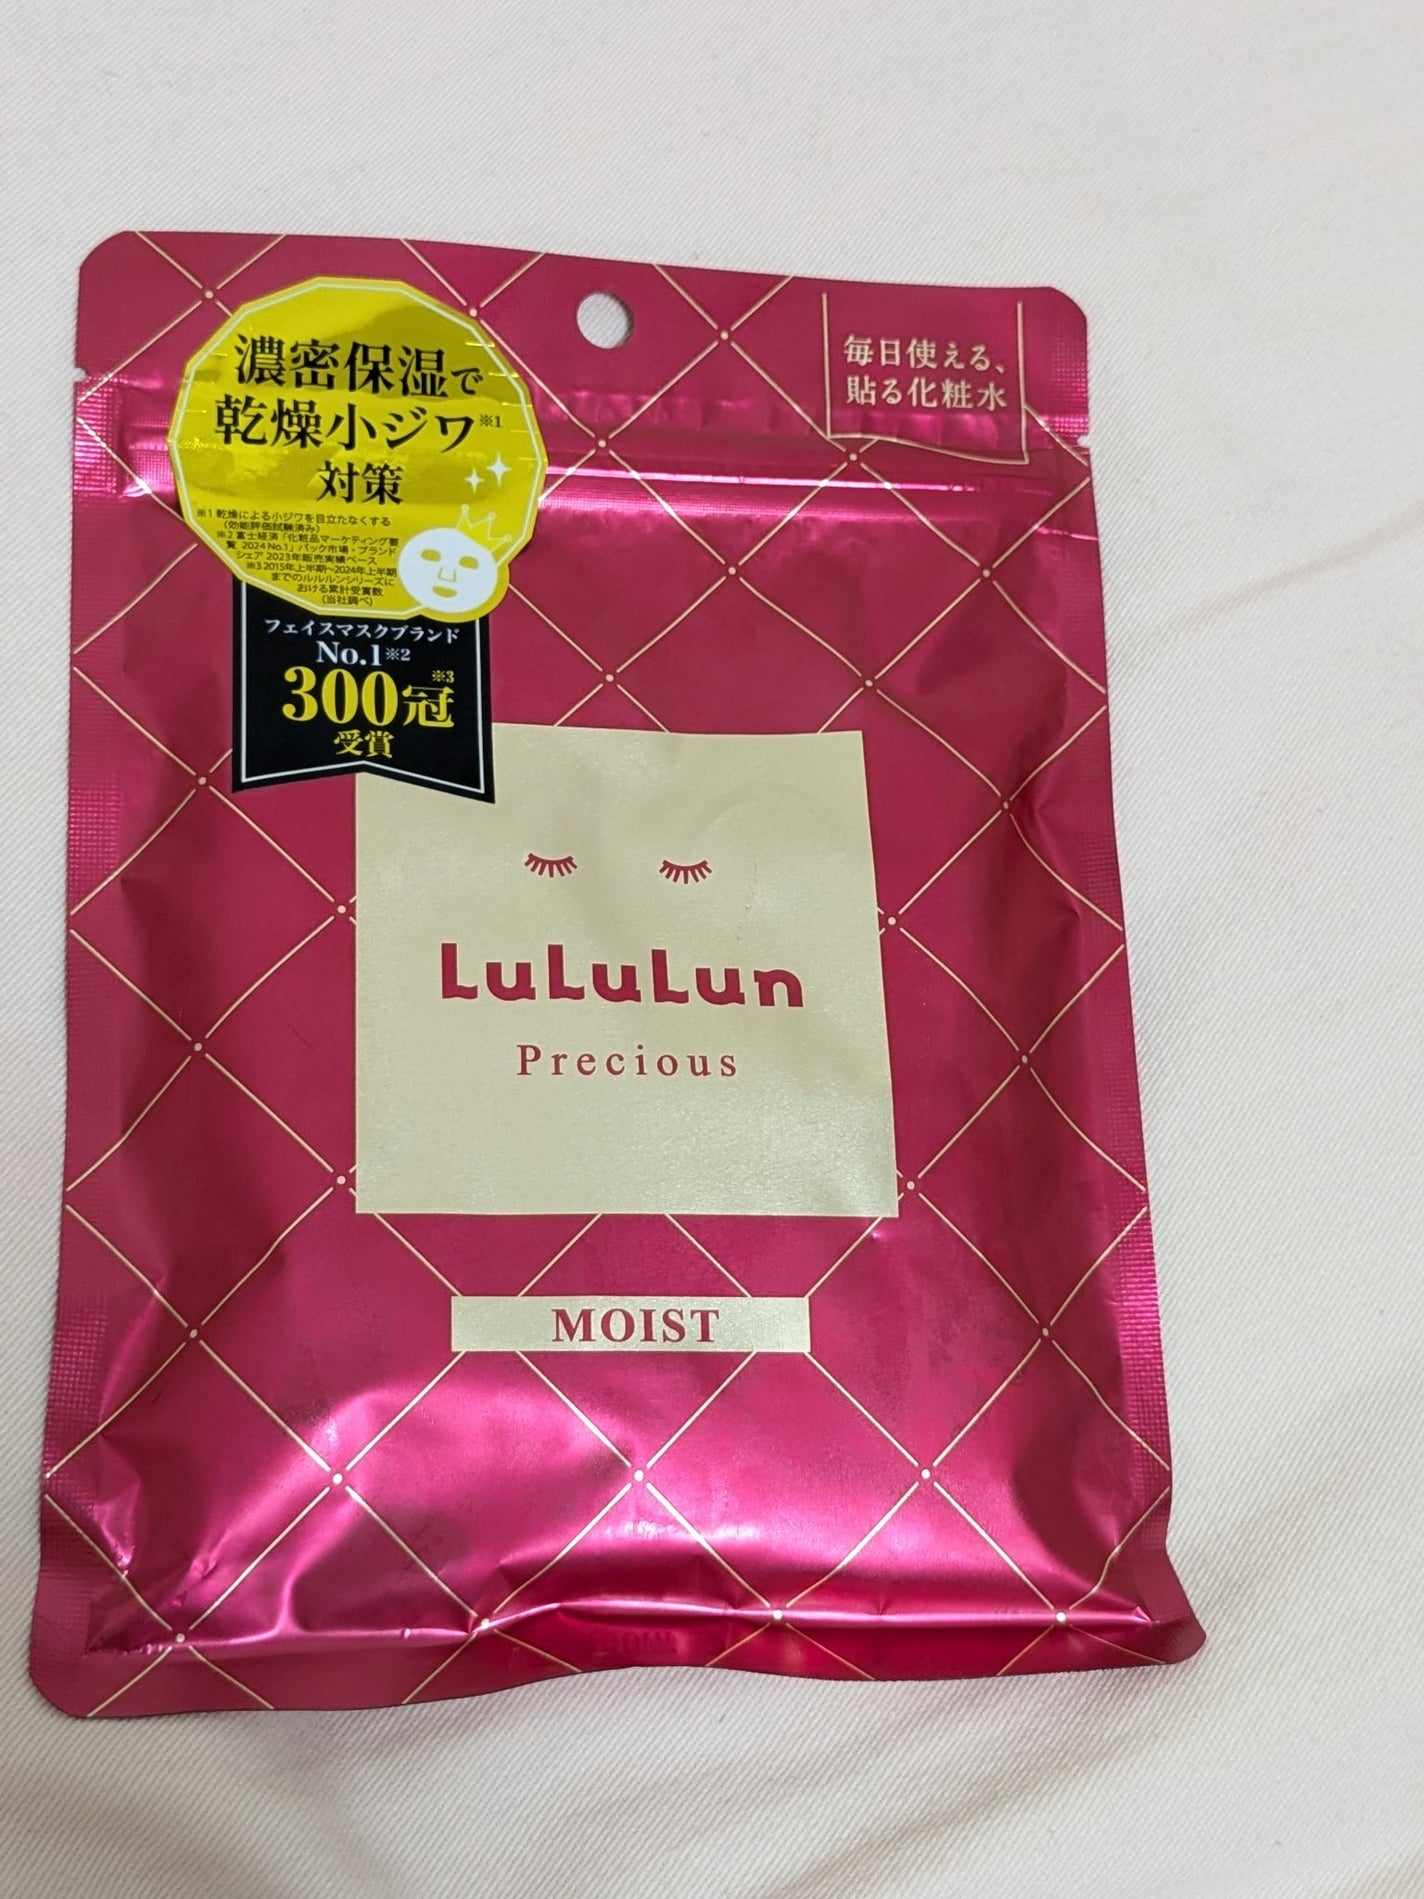 濃密保湿で
乾燥小ジワ※1
対策
※1 乾燥による小ジワを目立たなくする
(効能評価試験済み)
※2 富士経済「化粧品マーケティング要
覧 2024 No.1」パック市場・ブランド
シェア 2023年販売実績ベース
※3 2015年上半期~2024年上半期
までのルルルンシリーズに
おける累計受賞数
(当社調べ)
フェイスマスクブランド
No.1※2
300冠※3
受賞
毎日使える、
貼る化粧水
LuLuLun
Precious
MOIST